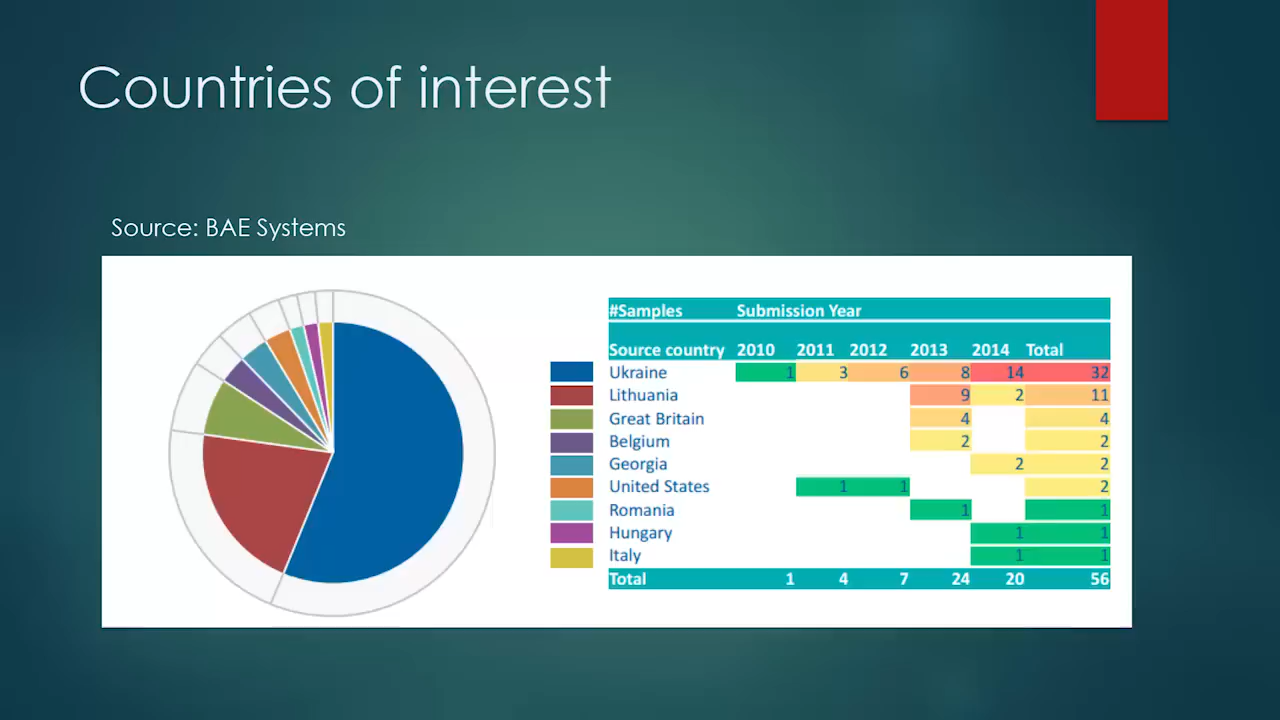 Countries of interest
Source: BAE Systems
#Samples Submission Year
Source country 2010 2011 2012 2013 2014 Total
Ukraine 1 3 6 8 14 32
Lithuania 9 2 11
Great Britain 4 4
Belgium 2 2
Georgia 2 2
United States 1 1 2
Romania 1 1
Hungary 1 1
Italy 1 1
Total 1 4 7 24 20 56